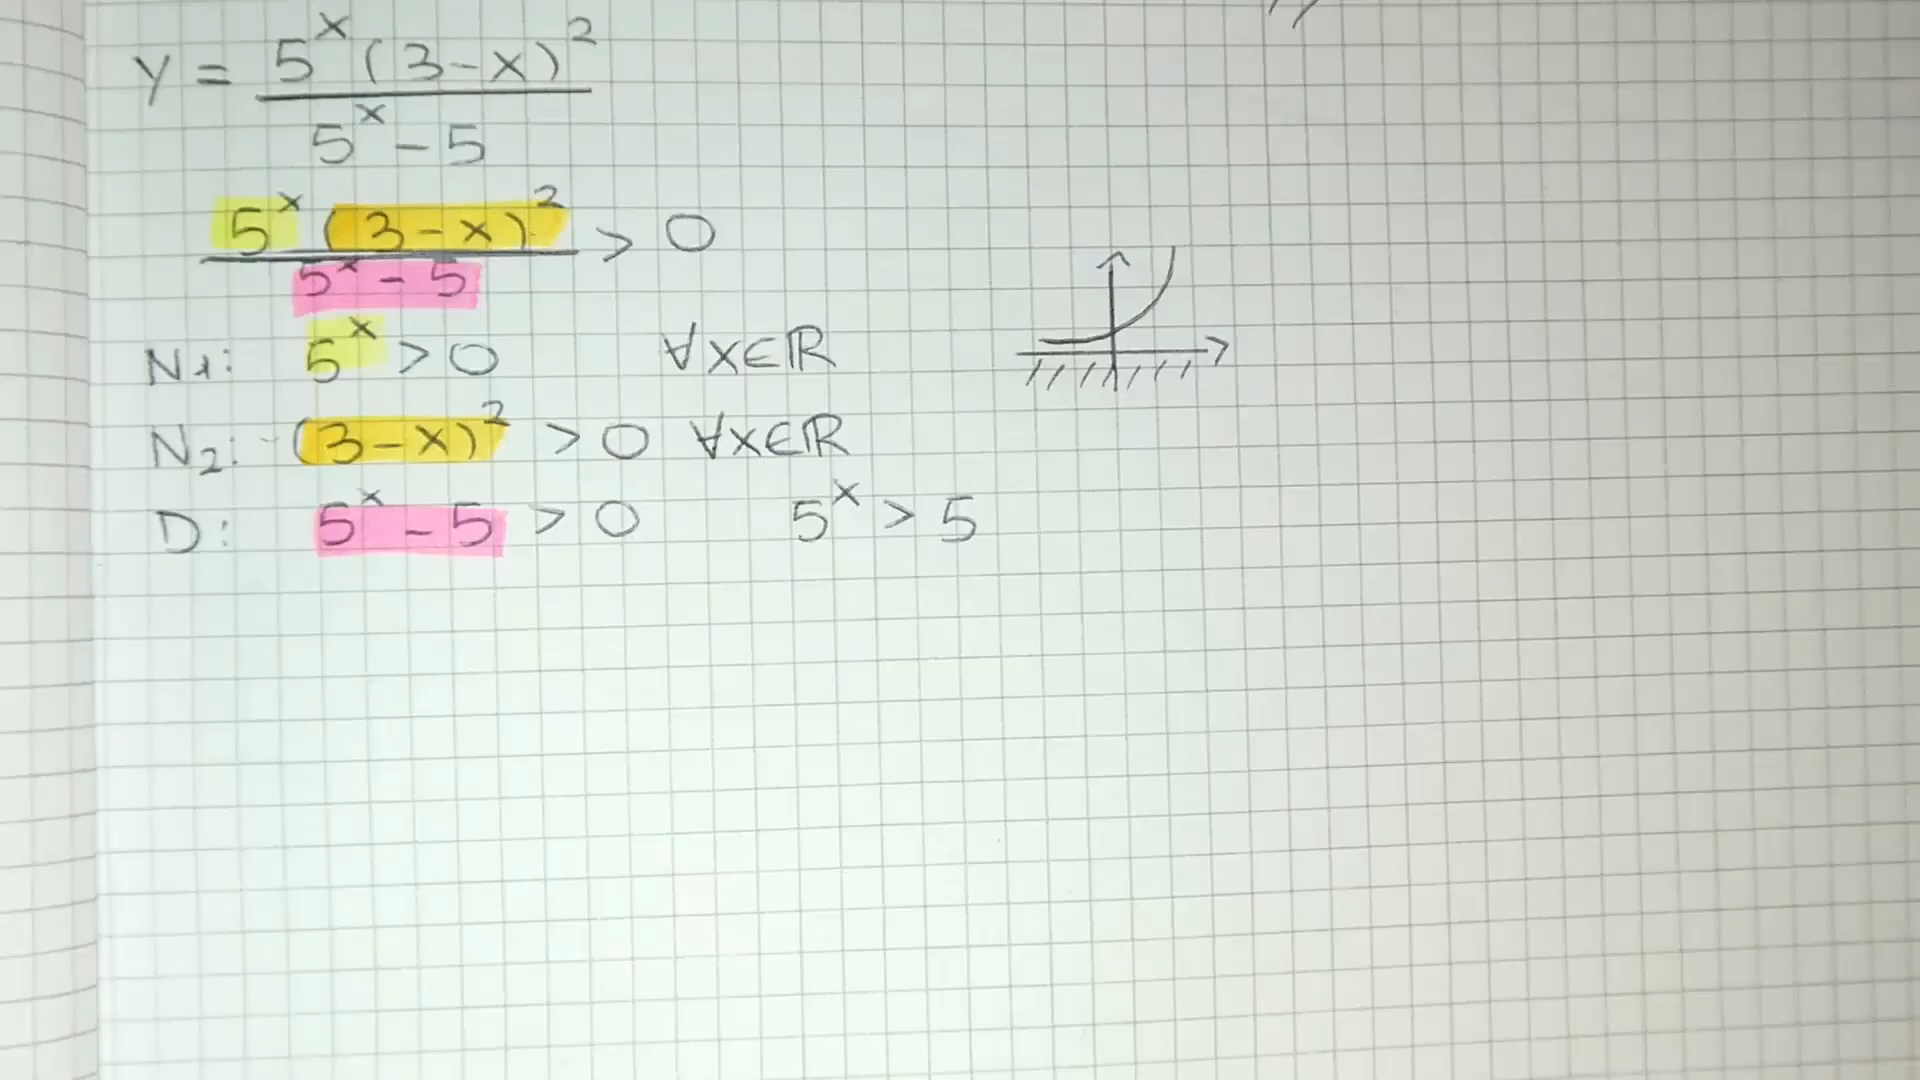 y = 5^x (3-x)^2 / 5^x - 5
5^x (3-x)^2 / 5^x - 5 > 0
N1: 5^x > 0 ∀x∈ℝ
N2: (3-x)^2 > 0 ∀x∈ℝ
D: 5^x - 5 > 0 5^x > 5